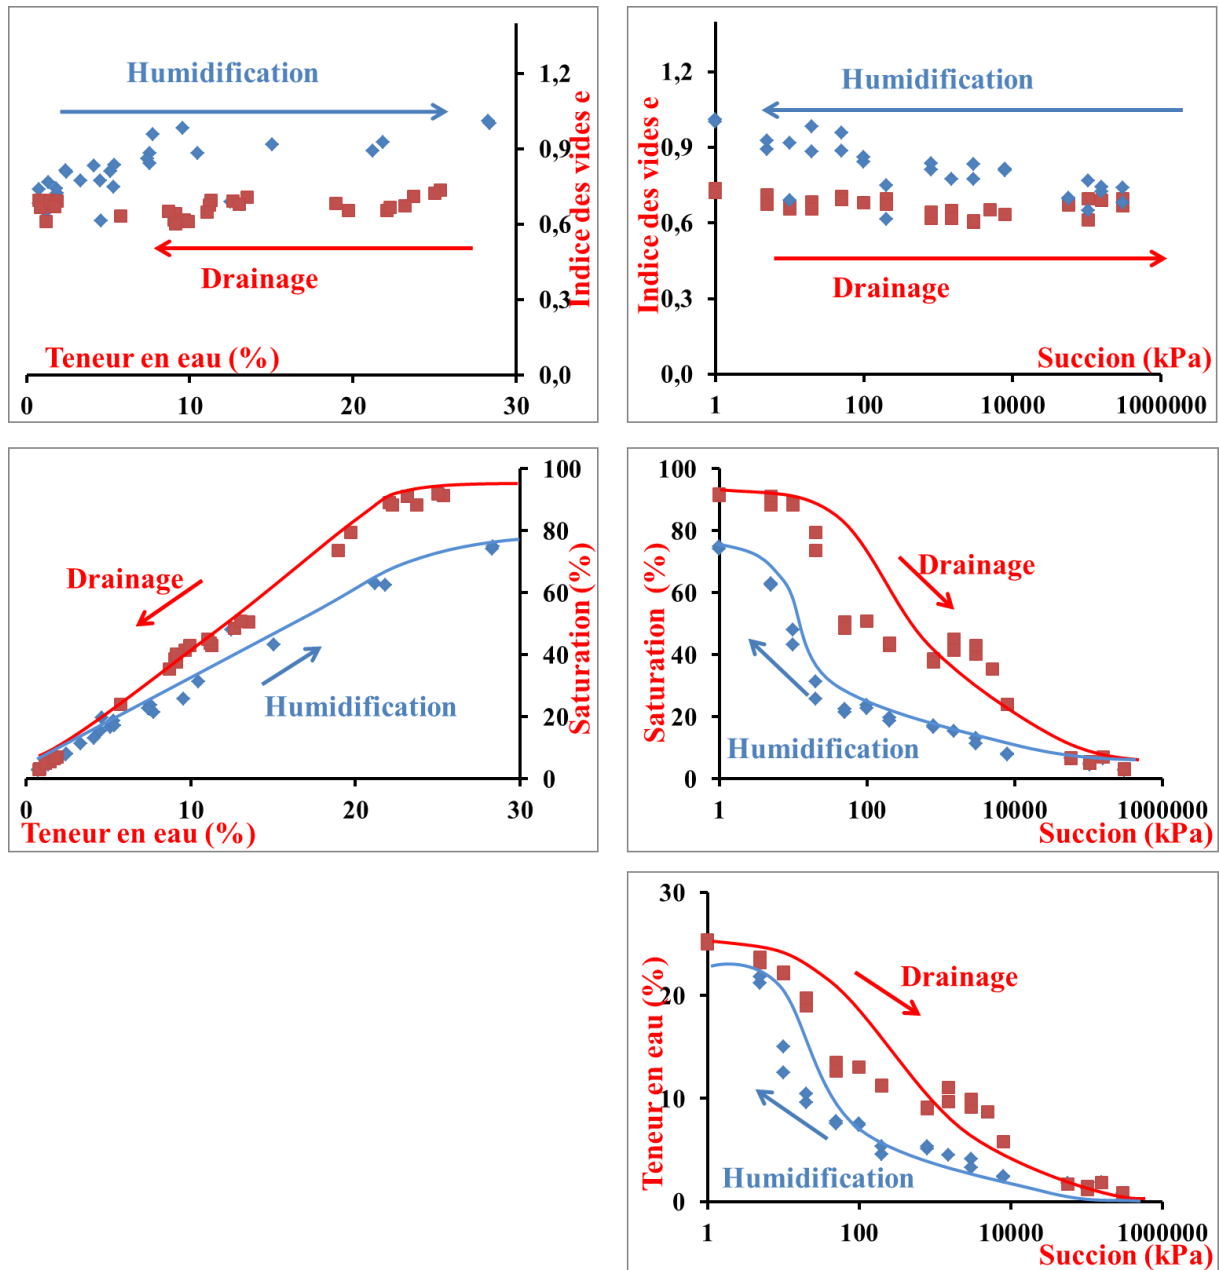 Humidification
1,2
0,9
0,6
0,3
0,0
Indice des vides e
Drainage
Teneur en eau (%)
0
10
20
30
1,2
0,9
0,6
0,3
0,0
Indice des vides e
Humidification
Drainage
Succion (kPa)
1
100
10000
1000000
100
80
60
40
20
0
Saturation (%)
Drainage
Humidification
0
10
20
30
Teneur en eau (%)
100
80
60
40
20
0
Saturation (%)
Drainage
Humidification
1
100
10000
1000000
Succion (kPa)
30
20
10
0
Teneur en eau (%)
Drainage
Humidification
1
100
10000
1000000
Succion (kPa)